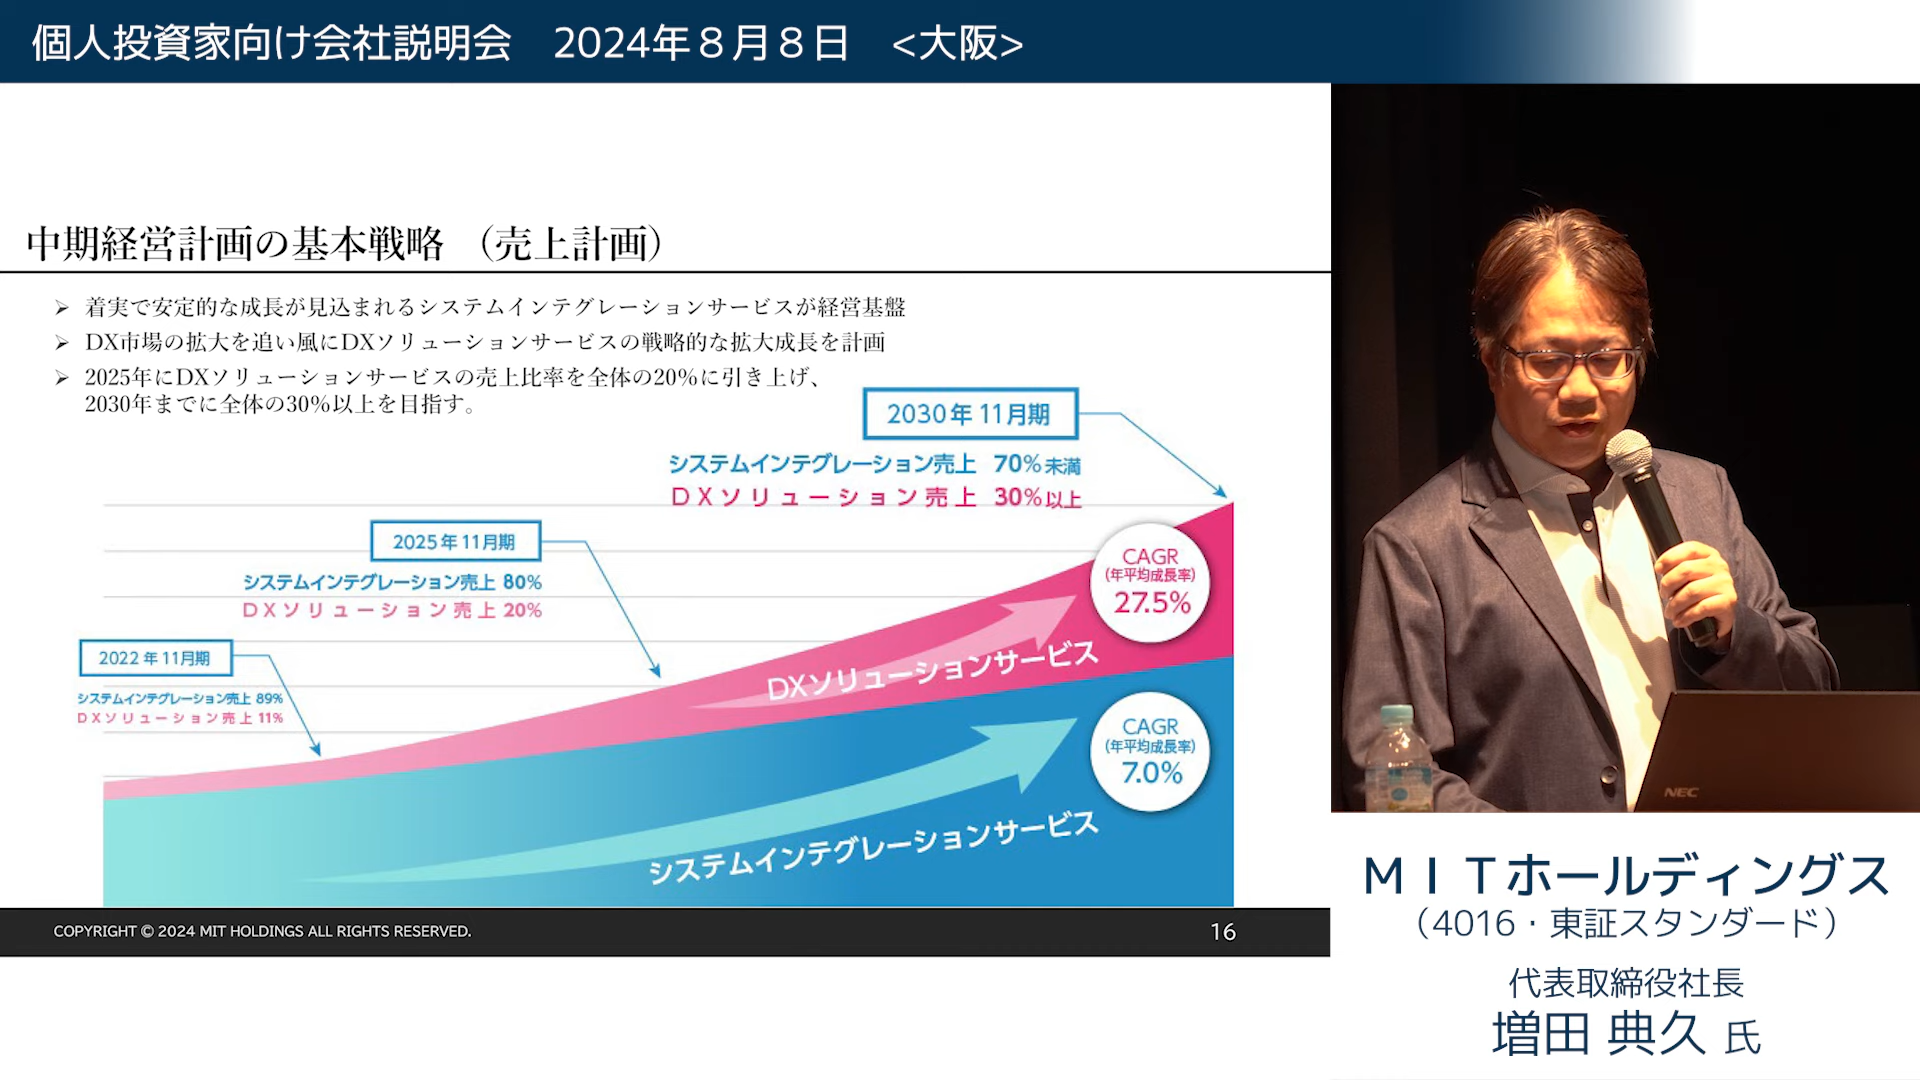 個人投資家向け会社説明会　2024年８月８日　<大阪>
中期経営計画の基本戦略 （売上計画）
➢ 着実で安定的な成長が見込まれるシステムインテグレーションサービスが経営基盤
➢ DX市場の拡大を追い風にDXソリューションサービスの戦略的な拡大成長を計画
➢ 2025年にDXソリューションサービスの売上比率を全体の20％に引き上げ、
2030年までに全体の30%以上を目指す。
2030年11月期
システムインテグレーション売上 70%未満
DXソリューション売上 30%以上
2025年11月期
システムインテグレーション売上 80%
DXソリューション売上 20%
2022年11月期
システムインテグレーション売上 89%
DXソリューション売上 11%
CAGR
(年平均成長率)
27.5%
DXソリューションサービス
CAGR
(年平均成長率)
7.0%
システムインテグレーションサービス
COPYRIGHT © 2024 MIT HOLDINGS ALL RIGHTS RESERVED.
16
NEC
ＭＩＴホールディングス
（4016・東証スタンダード）
代表取締役社長
増田 典久 氏